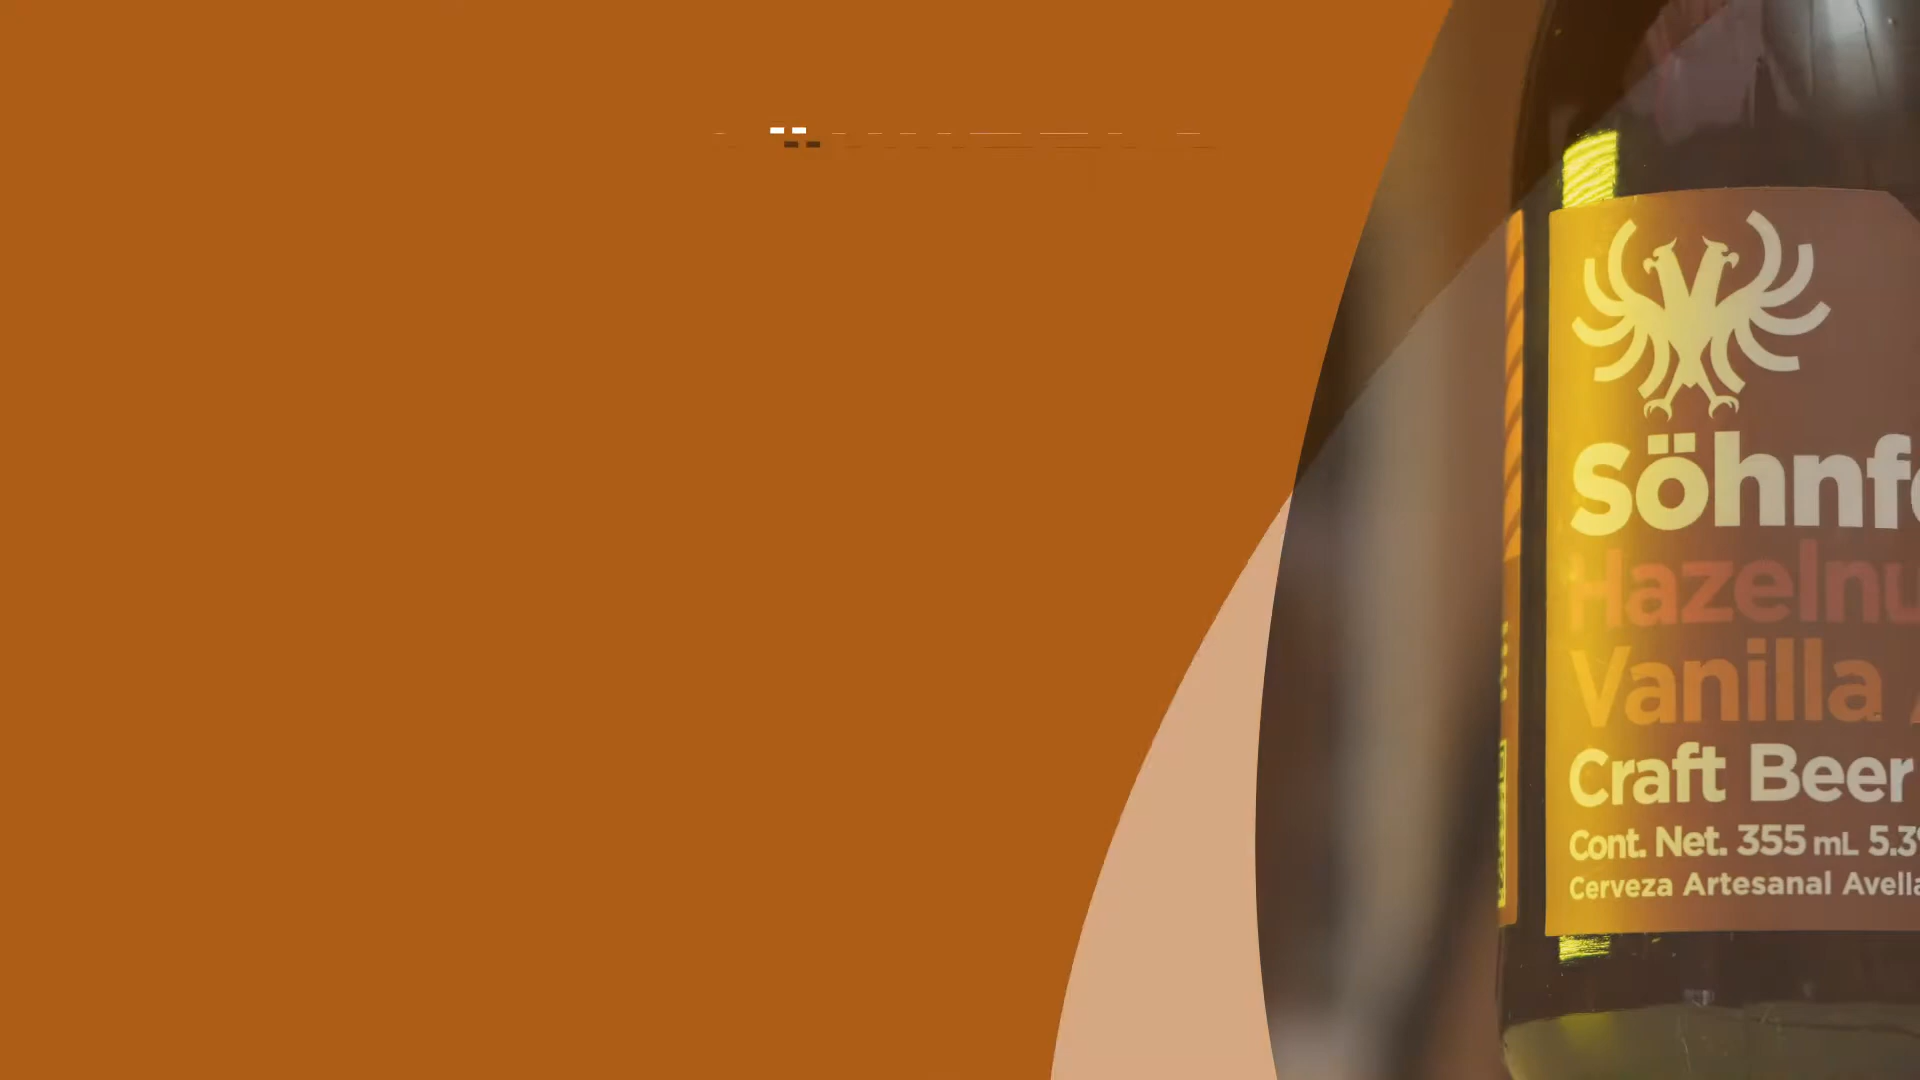 Söhnf
Hazelnu
Vanilla
Craft Beer
Cont. Net. 355 mL 5.3
Cerveza Artesanal Avella